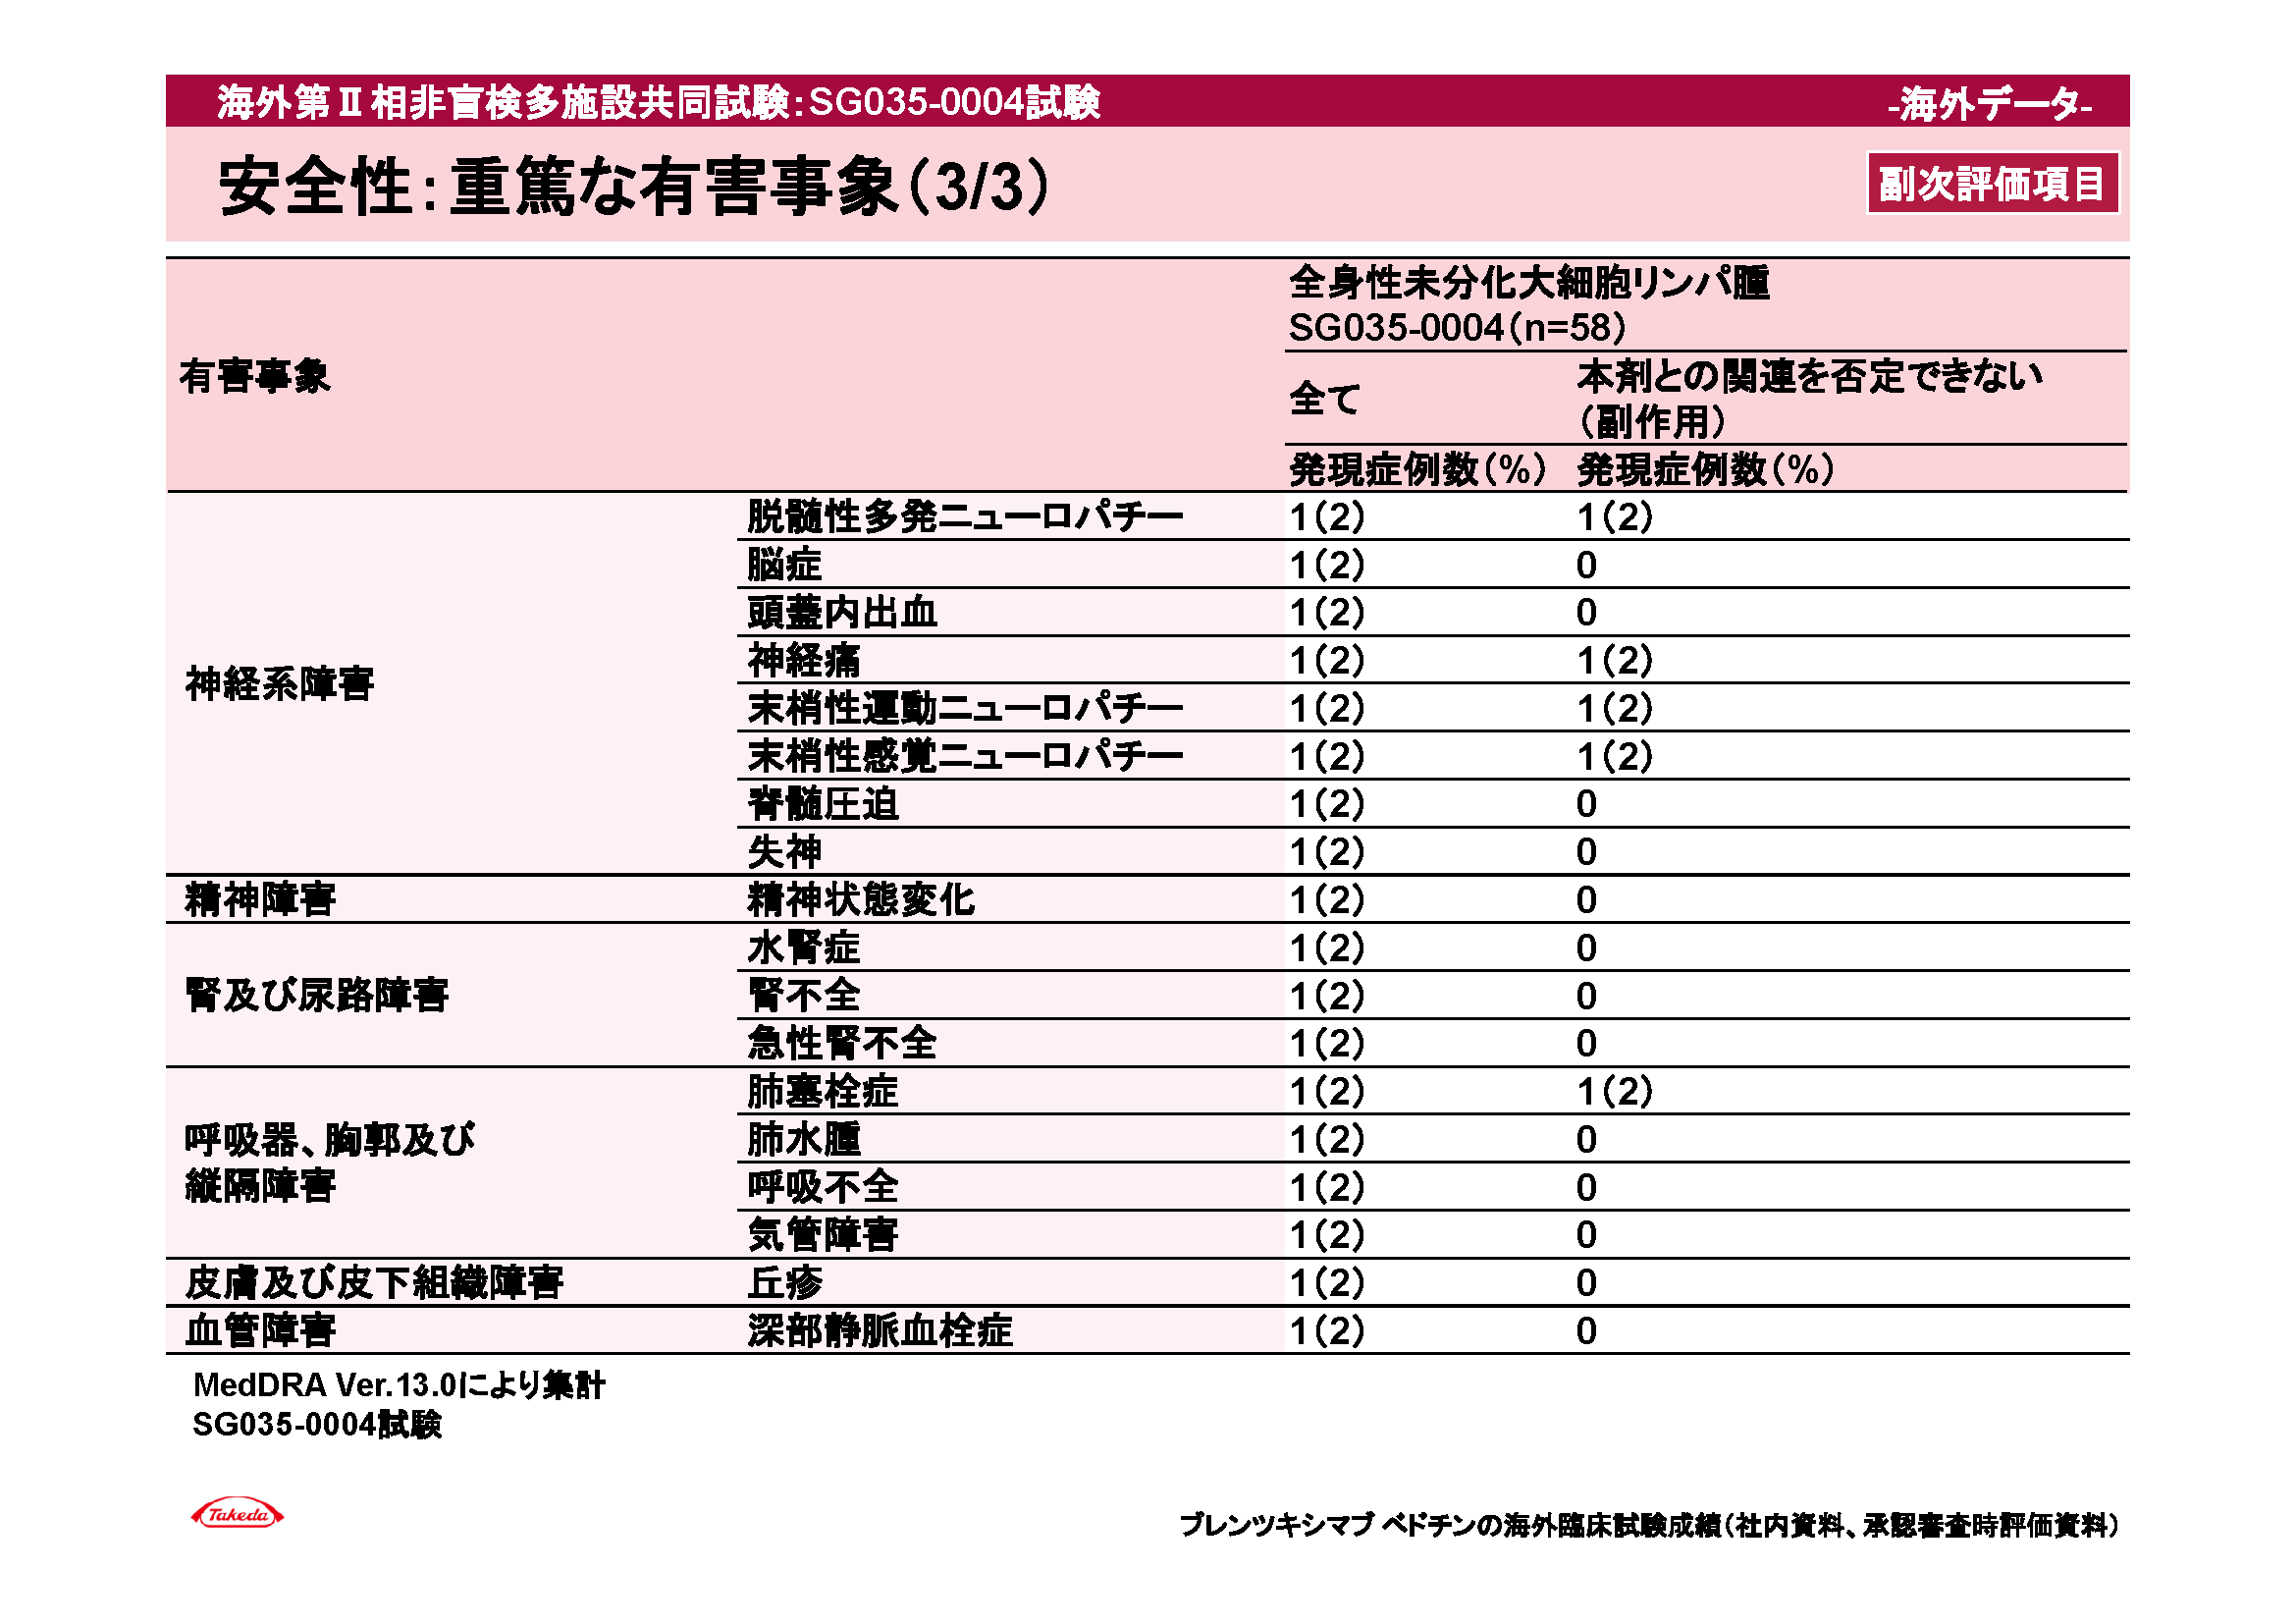 海外第Ⅱ相非盲検多施設共同試験：SG035-0004試験
-海外データ-
安全性：重篤な有害事象（3/3）
副次評価項目
有害事象
全身性未分化大細胞リンパ腫
SG035-0004（n=58）
全て
本剤との関連を否定できない
（副作用）
発現症例数（%） 発現症例数（%）
神経系障害
脱髄性多発ニューロパチー 1（2） 1（2）
脳症 1（2） 0
頭蓋内出血 1（2） 0
神経痛 1（2） 1（2）
末梢性運動ニューロパチー 1（2） 1（2）
末梢性感覚ニューロパチー 1（2） 1（2）
脊髄圧迫 1（2） 0
失神 1（2） 0
精神障害 精神状態変化 1（2） 0
腎及び尿路障害
水腎症 1（2） 0
腎不全 1（2） 0
急性腎不全 1（2） 0
呼吸器、胸郭及び
縦隔障害
肺塞栓症 1（2） 1（2）
肺水腫 1（2） 0
呼吸不全 1（2） 0
気管障害 1（2） 0
皮膚及び皮下組織障害 丘疹 1（2） 0
血管障害 深部静脈血栓症 1（2） 0
MedDRA Ver.13.0により集計
SG035-0004試験
Takeda
ブレンツキシマブ ベドチンの海外臨床試験成績（社内資料、承認審査時評価資料）